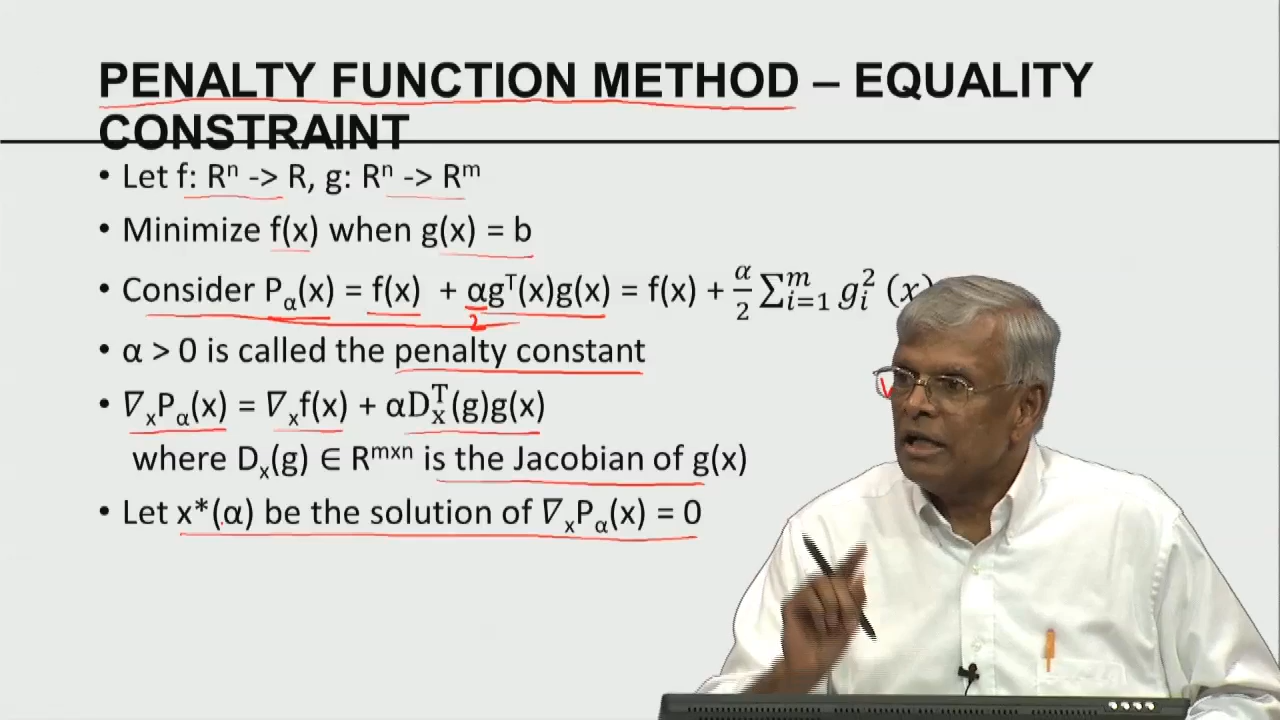 PENALTY FUNCTION METHOD – EQUALITY
CONSTRAINT
• Let f: Rⁿ -> R, g: Rⁿ -> Rᵐ
• Minimize f(x) when g(x) = b
• Consider Pα(x) = f(x) + αgᵀ(x)g(x) = f(x) + α/2 ∑ᵢ₌₁ᵐ gᵢ² (x)
2
• α > 0 is called the penalty constant
• ∇ₓPα(x) = ∇ₓf(x) + αDₓᵀ(g)g(x)
where Dₓ(g) ∈ Rᵐˣⁿ is the Jacobian of g(x)
• Let x*(α) be the solution of ∇ₓPα(x) = 0